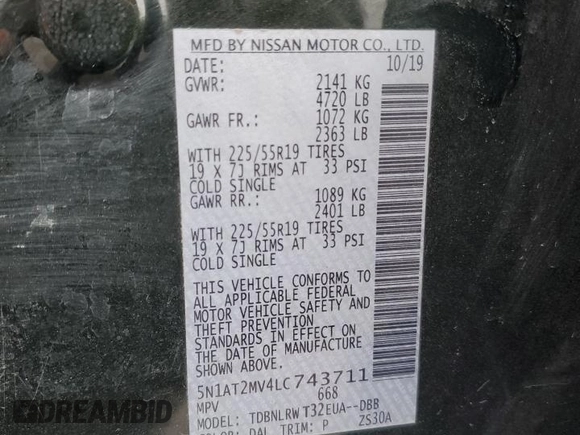 MFD BY NISSAN MOTOR CO., LTD.
DATE: 10/19
GVWR: 2141 KG
4720 LB
GAWR FR.: 1072 KG
2363 LB
WITH 225/55R19 TIRES
19 X 7J RIMS AT 33 PSI
COLD SINGLE
GAWR RR.: 1089 KG
2401 LB
WITH 225/55R19 TIRES
19 X 7J RIMS AT 33 PSI
COLD SINGLE
THIS VEHICLE CONFORMS TO
ALL APPLICABLE FEDERAL
MOTOR VEHICLE SAFETY AND
THEFT PREVENTION
STANDARDS IN EFFECT ON
THE DATE OF MANUFACTURE
SHOWN ABOVE.
5N1AT2MV4LC743711
MPV 668
MODEL: TDBNLRW T32EUA--DBB
COLOR: DAL TRIM: P ZS30A
DREAMBID